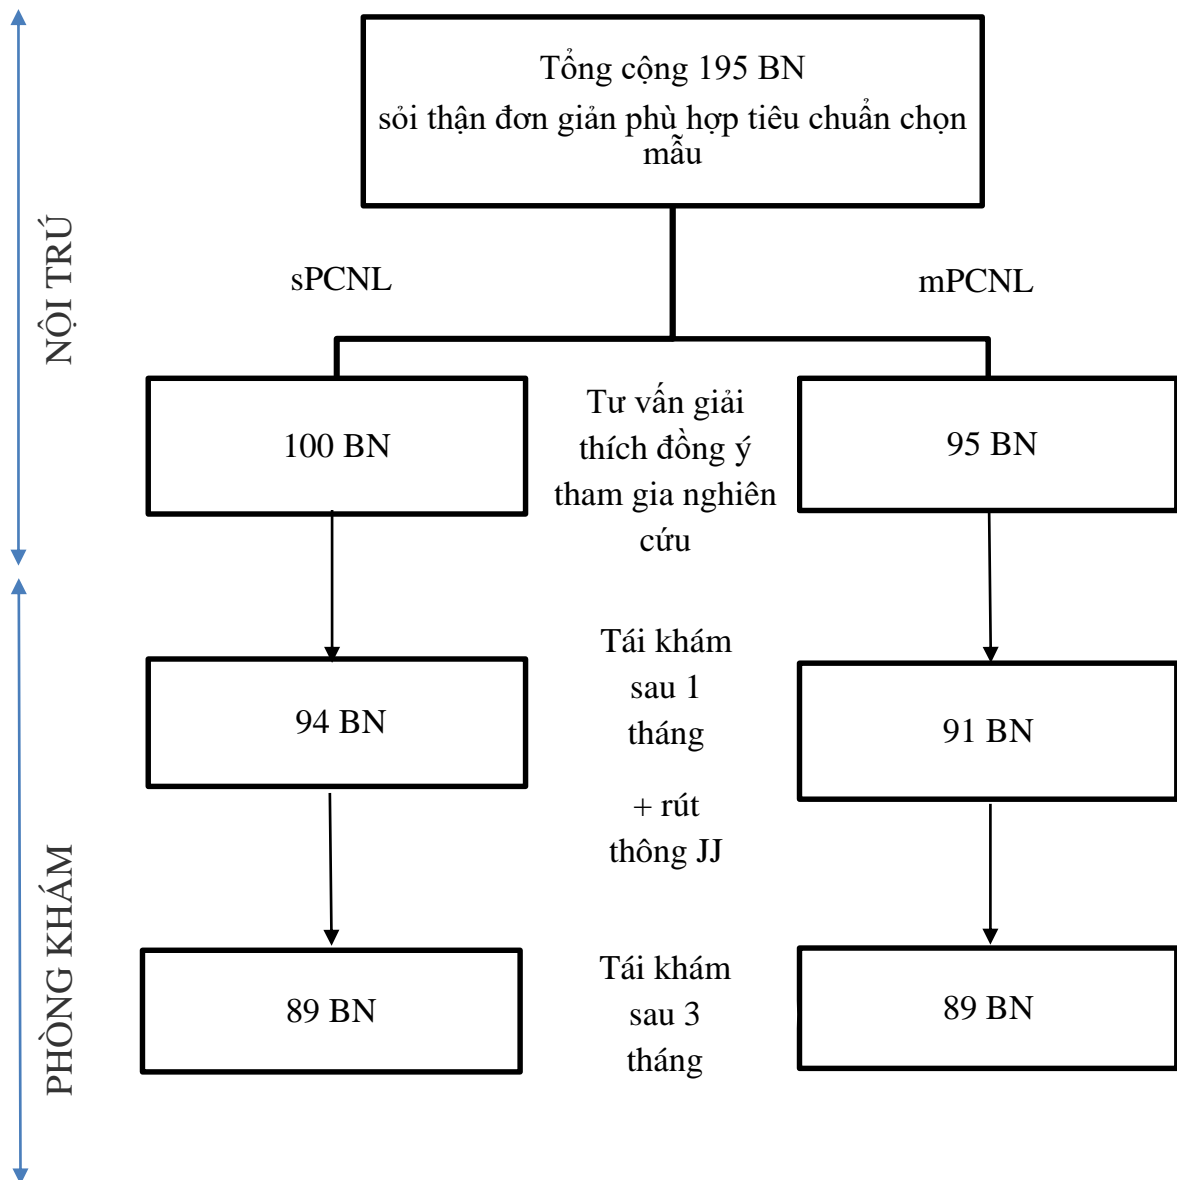 Tổng cộng 195 BN
sỏi thận đơn giản phù hợp tiêu chuẩn chọn
mẫu
NỘI TRÚ
sPCNL
mPCNL
100 BN
Tư vấn giải
thích đồng ý
tham gia nghiên
cứu
95 BN
PHÒNG KHÁM
94 BN
Tái khám
sau 1
tháng
+ rút
thông JJ
91 BN
89 BN
Tái khám
sau 3
tháng
89 BN